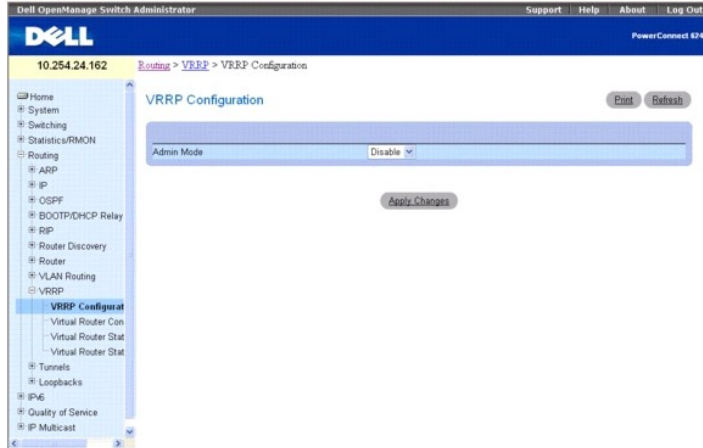 Dell OpenManage Switch Administrator
Support Help About Log Out
DELL
PowerConnect 624
10.254.24.162
Routing > VRRP > VRRP Configuration
Home
System
Switching
Statistics/RMON
Routing
ARP
IP
OSPF
BOOTP/DHCP Relay
RIP
Router Discovery
Router
VLAN Routing
VRRP
VRRP Configurat
Virtual Router Con
Virtual Router Stat
Virtual Router Stat
Tunnels
Loopbacks
IPv6
Quality of Service
IP Multicast
VRRP Configuration
Print Refresh
Admin Mode Disable
Apply Changes